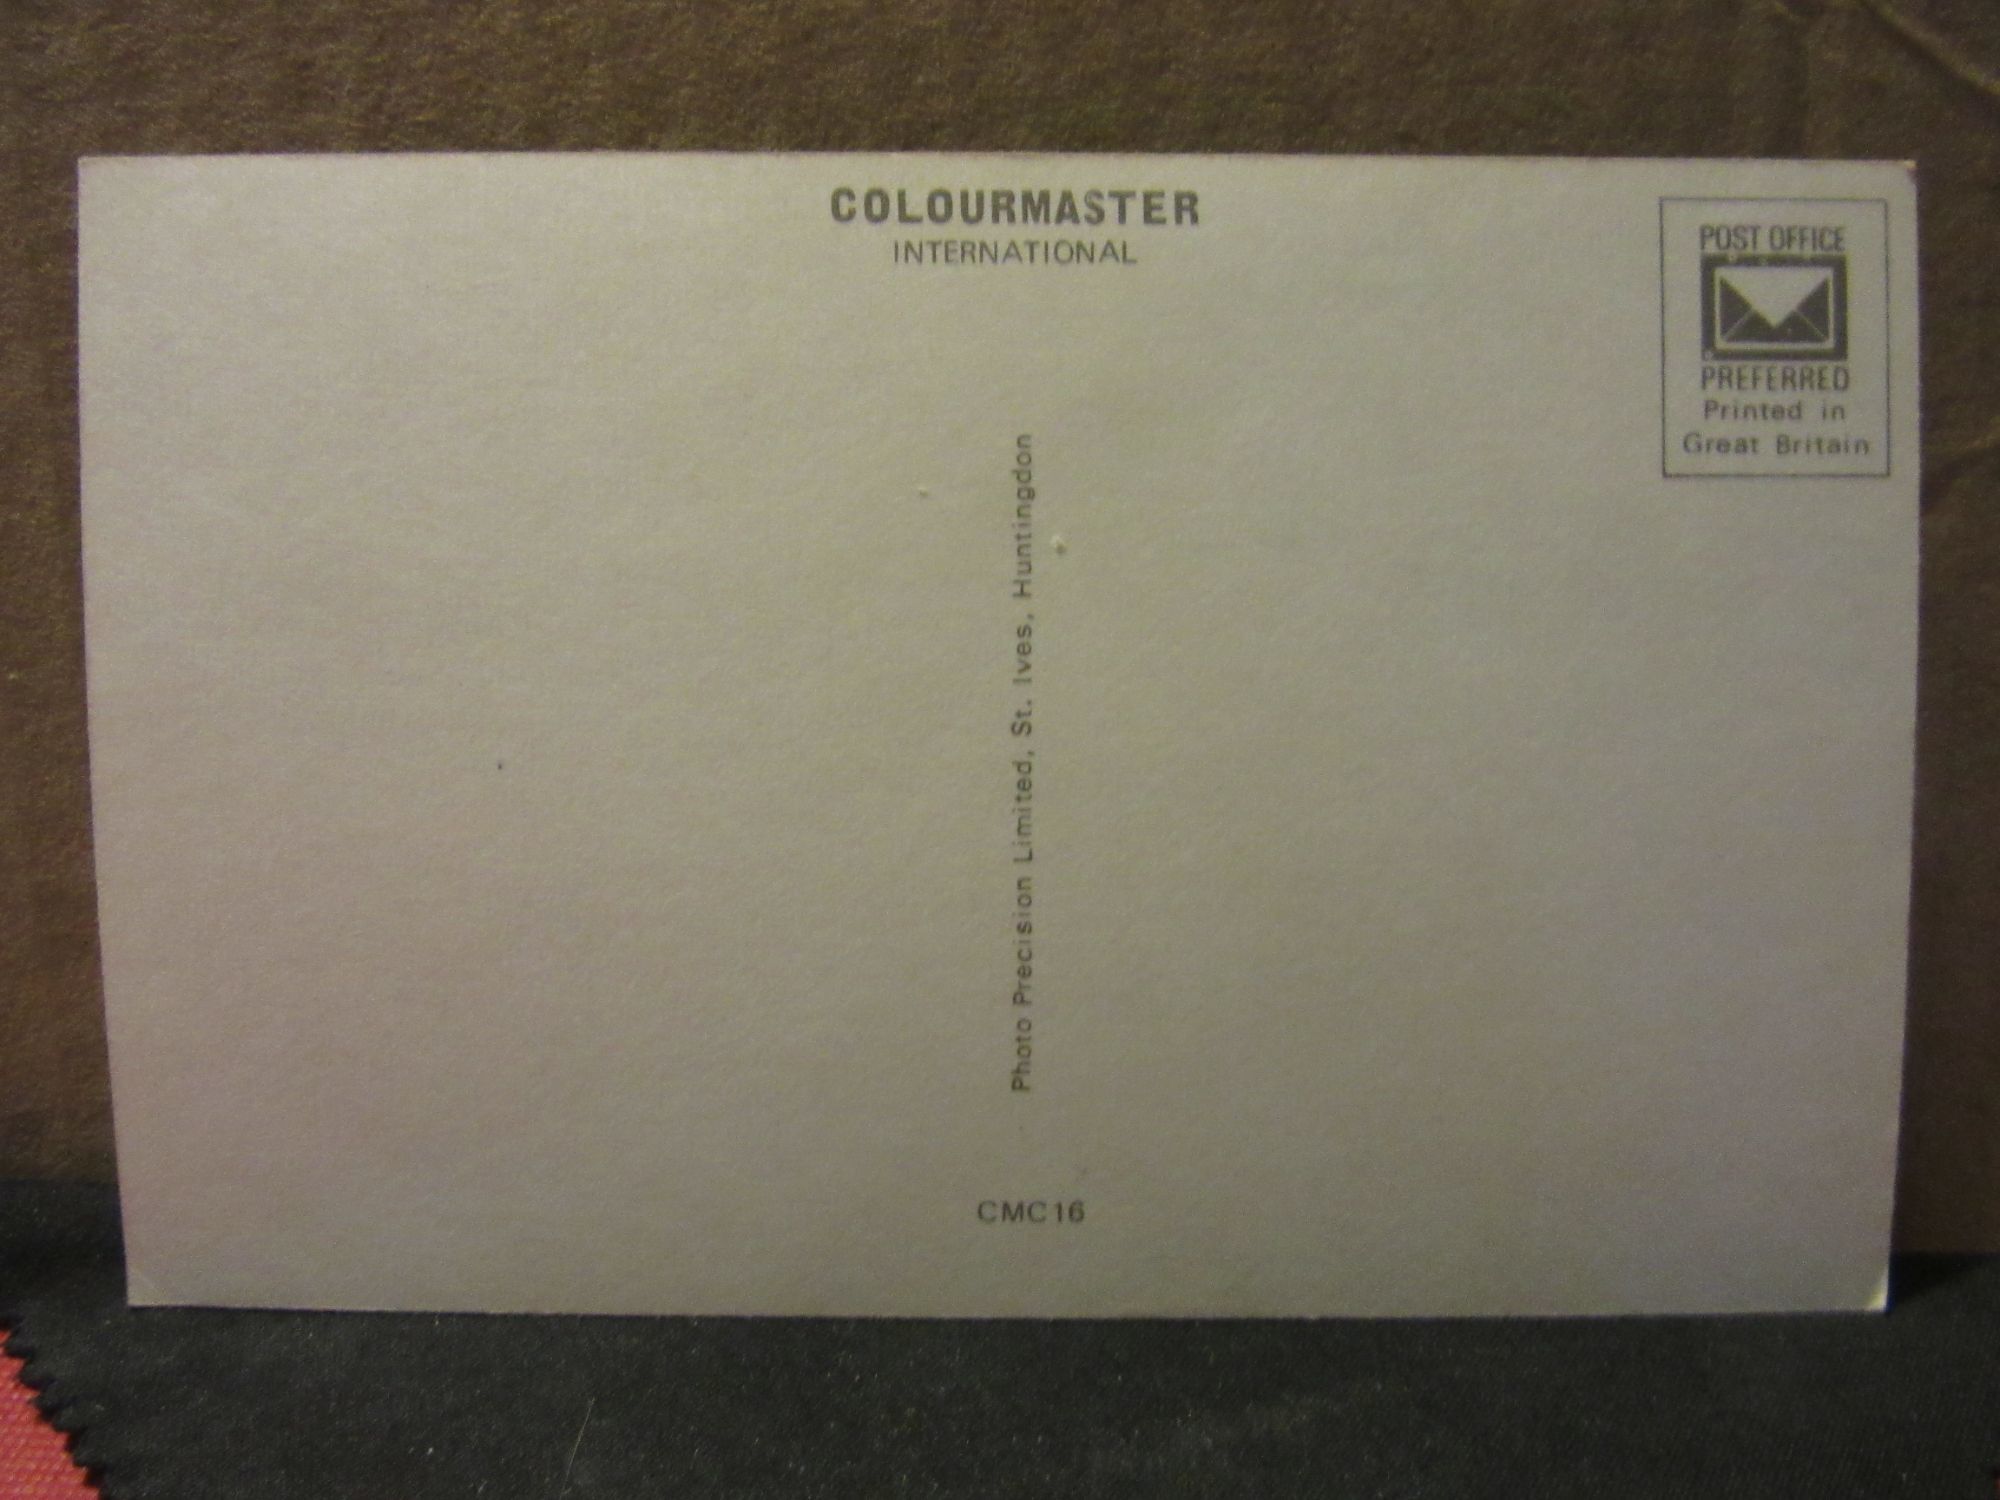 COLOURMASTER
INTERNATIONAL
POST OFFICE
PREFERRED
Printed in
Great Britain
Photo Precision Limited, St. Ives, Huntingdon
CMC16